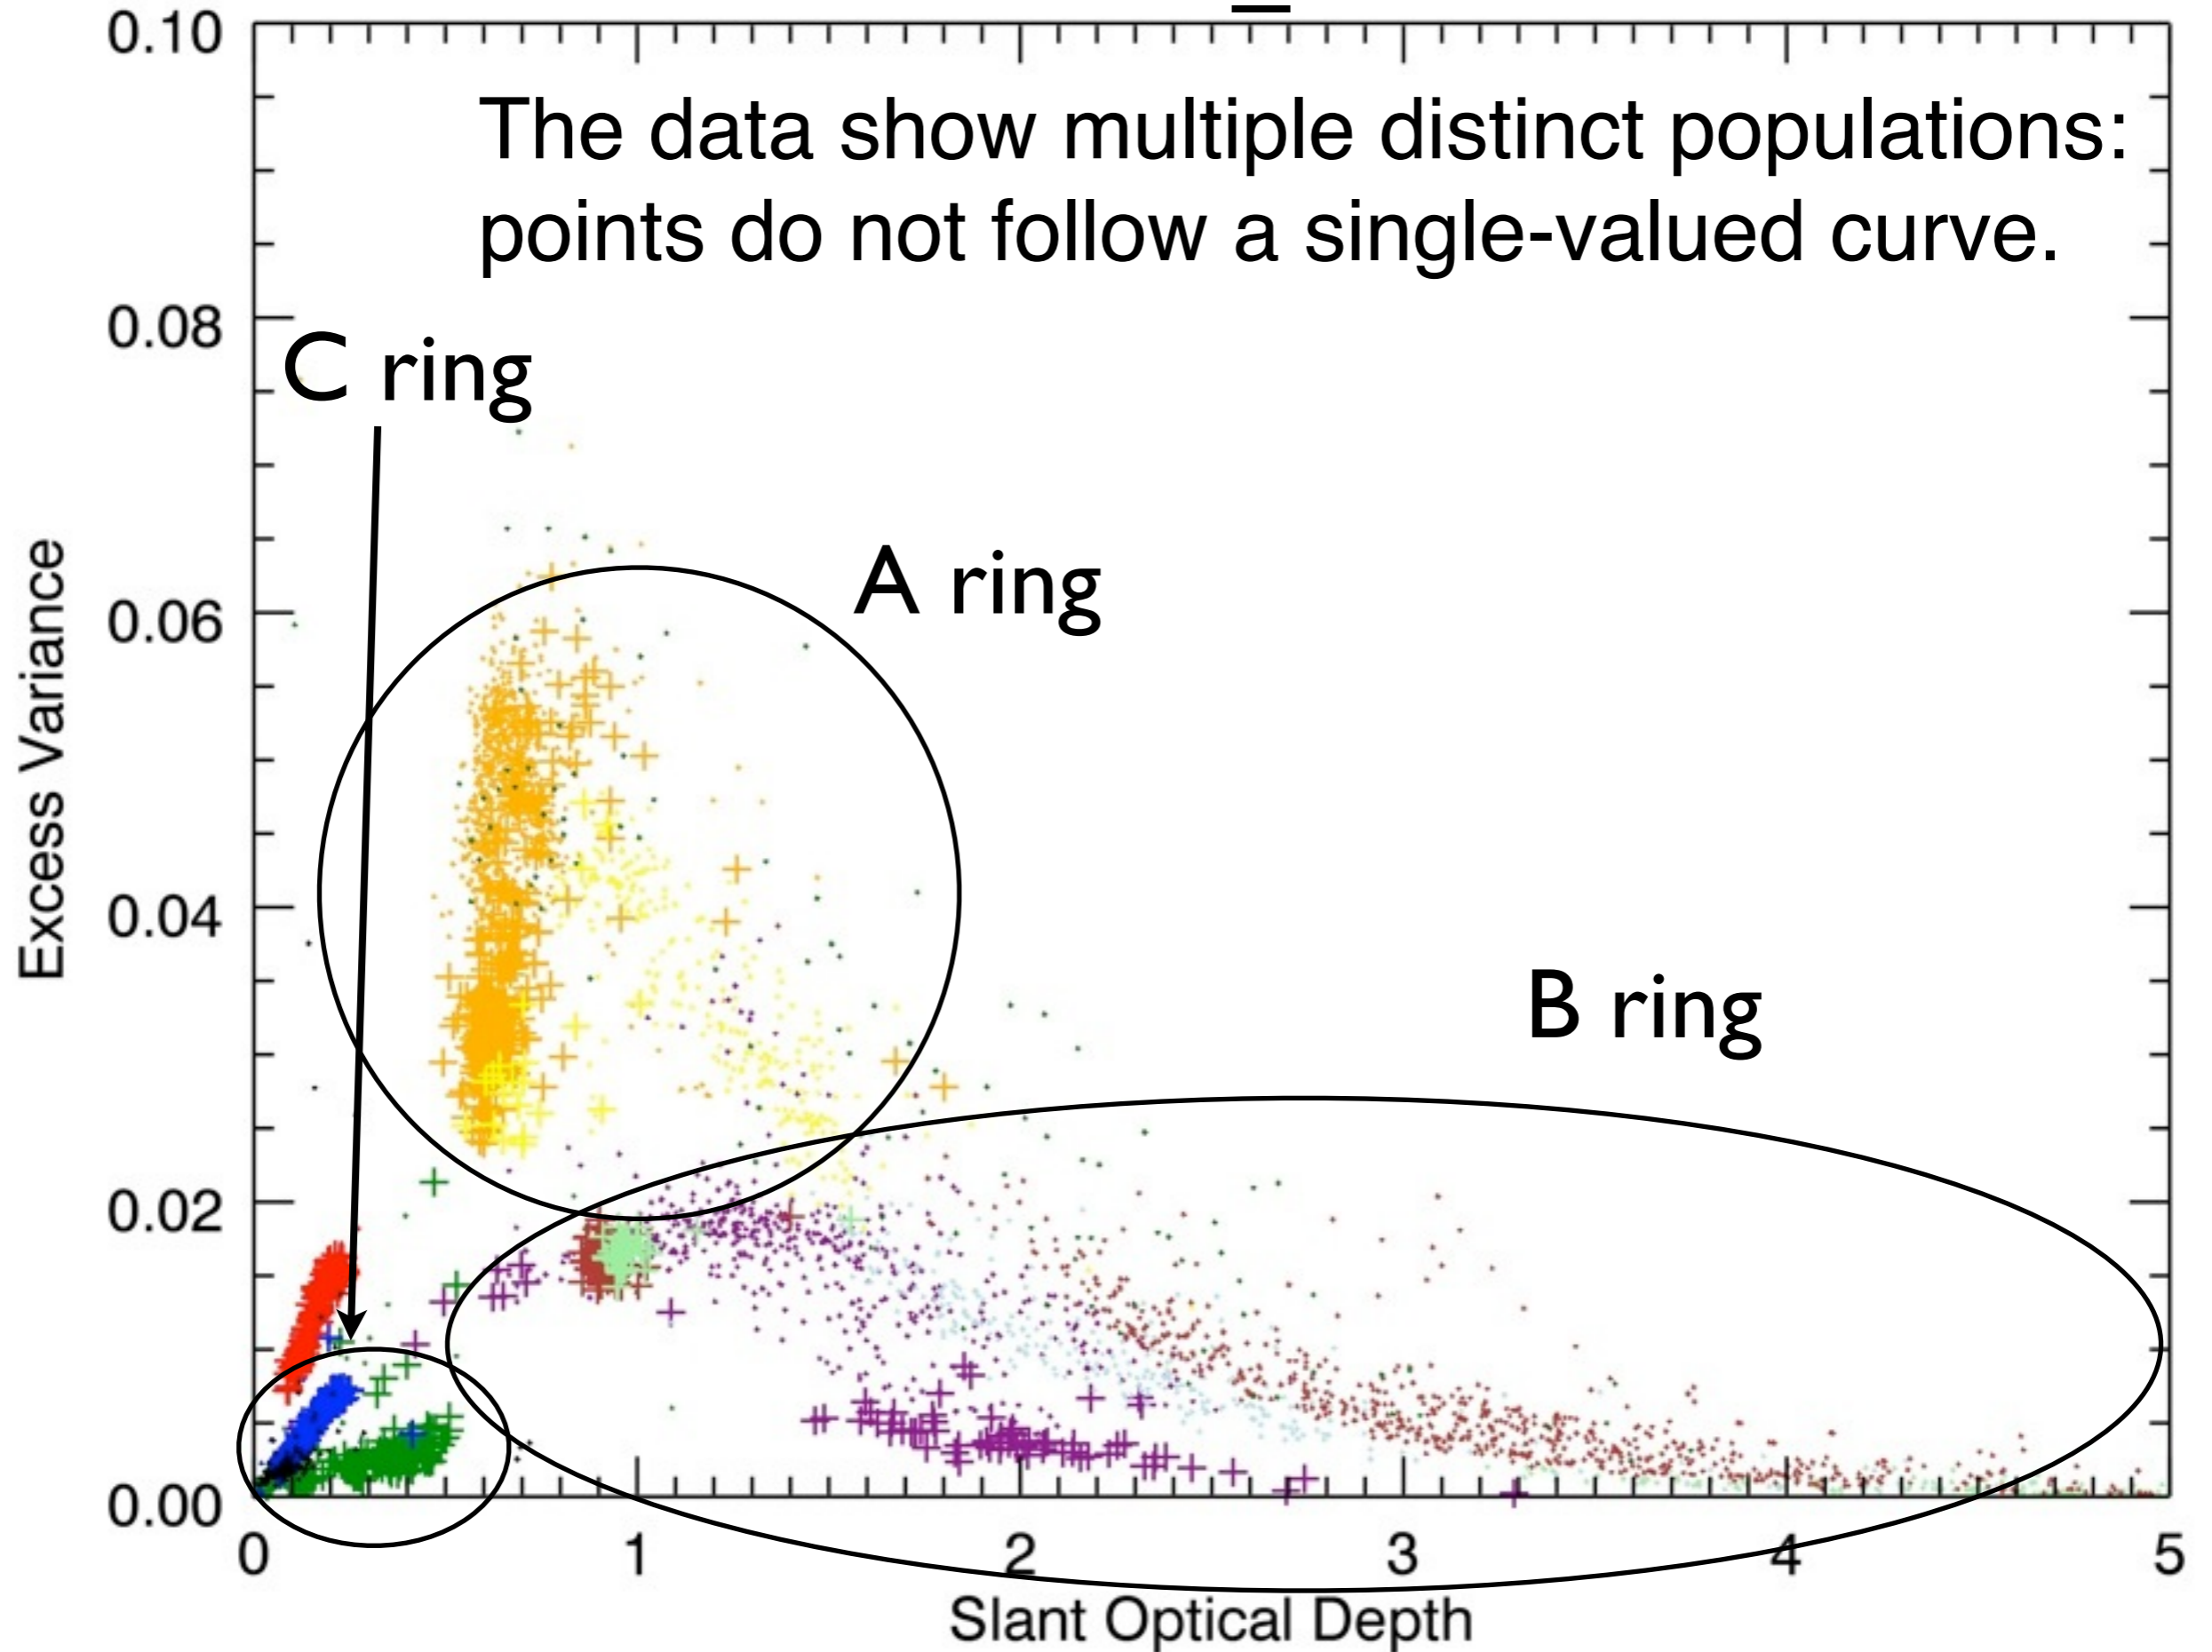 The data show multiple distinct populations:
points do not follow a single-valued curve.
C ring
A ring
B ring
Excess Variance
0.10
0.08
0.06
0.04
0.02
0.00
0 1 2 3 4 5
Slant Optical Depth